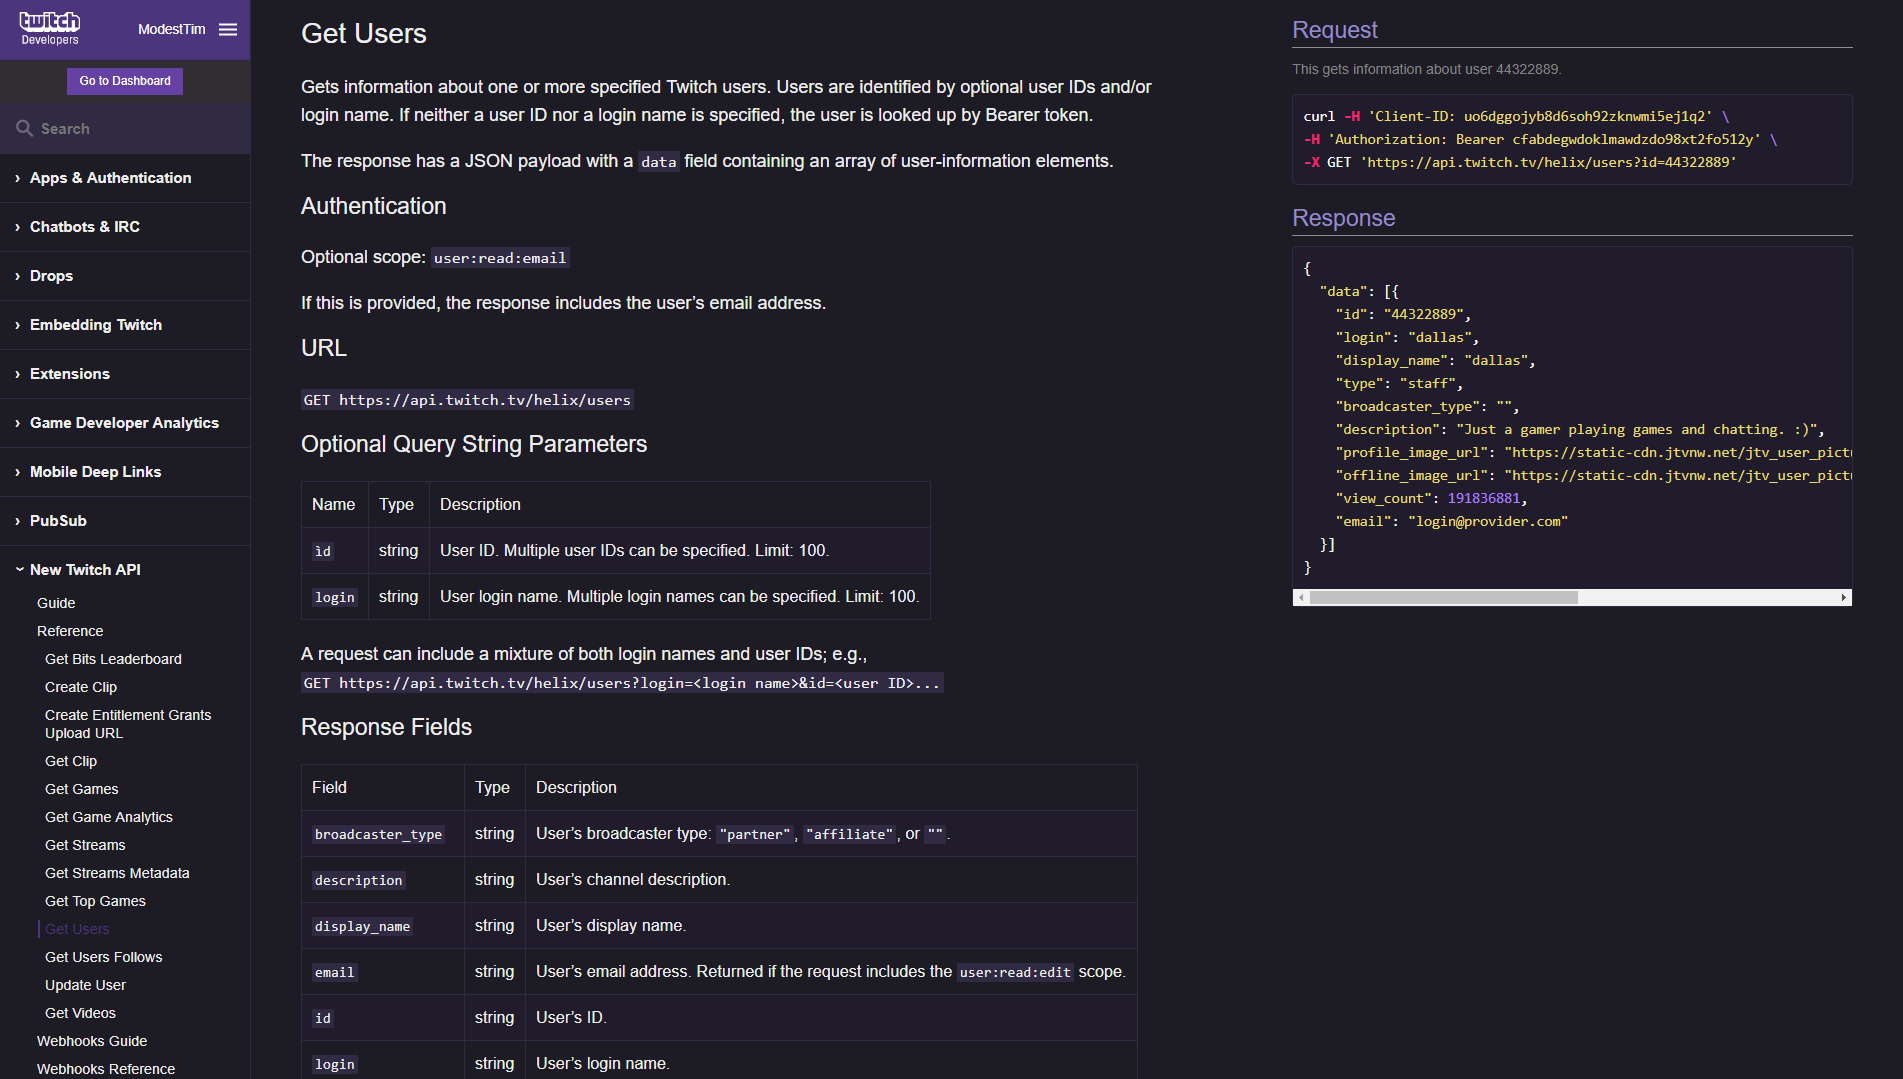 twitch
Developers
ModestTim
Go to Dashboard
Search
Apps & Authentication
Chatbots & IRC
Drops
Embedding Twitch
Extensions
Game Developer Analytics
Mobile Deep Links
PubSub
New Twitch API
Guide
Reference
Get Bits Leaderboard
Create Clip
Create Entitlement Grants
Upload URL
Get Clip
Get Games
Get Game Analytics
Get Streams
Get Streams Metadata
Get Top Games
Get Users
Get Users Follows
Update User
Get Videos
Webhooks Guide
Webhooks Reference
Get Users
Gets information about one or more specified Twitch users. Users are identified by optional user IDs and/or
login name. If neither a user ID nor a login name is specified, the user is looked up by Bearer token.
The response has a JSON payload with a data field containing an array of user-information elements.
Authentication
Optional scope: user:read:email
If this is provided, the response includes the user’s email address.
URL
GET https://api.twitch.tv/helix/users
Optional Query String Parameters
Name Type Description
id string User ID. Multiple user IDs can be specified. Limit: 100.
login string User login name. Multiple login names can be specified. Limit: 100.
A request can include a mixture of both login names and user IDs; e.g.,
GET https://api.twitch.tv/helix/users?login=<login name>&id=<user ID>...
Response Fields
Field Type Description
broadcaster_type string User’s broadcaster type: "partner", "affiliate", or "".
description string User’s channel description.
display_name string User’s display name.
email string User’s email address. Returned if the request includes the user:read:edit scope.
id string User’s ID.
login string User’s login name.
Request
This gets information about user 44322889.
curl -H 'Client-ID: uo6dggojyb8d6soh92zknwmi5ej1q2' \
-H 'Authorization: Bearer cfabdegwdoklmawdzdo98xt2fo512y' \
-X GET 'https://api.twitch.tv/helix/users?id=44322889'
Response
{
"data": [{
"id": "44322889",
"login": "dallas",
"display_name": "dallas",
"type": "staff",
"broadcaster_type": "",
"description": "Just a gamer playing games and chatting. :)",
"profile_image_url": "https://static-cdn.jtvnw.net/jtv_user_pictu
"offline_image_url": "https://static-cdn.jtvnw.net/jtv_user_pictu
"view_count": 191836881,
"email": "login@provider.com"
}]
}